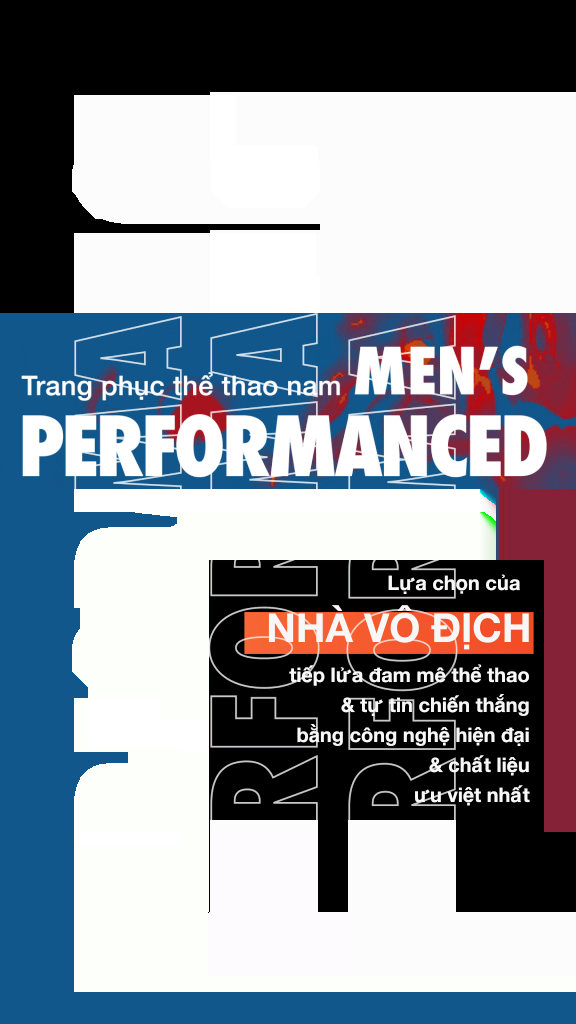 Trang phục thể thao nam MEN'S
PERFORMANCED
Lựa chọn của
NHÀ VÔ ĐỊCH
tiếp lửa đam mê thể thao
& tự tin chiến thắng
bằng công nghệ hiện đại
& chất liệu
ưu việt nhất